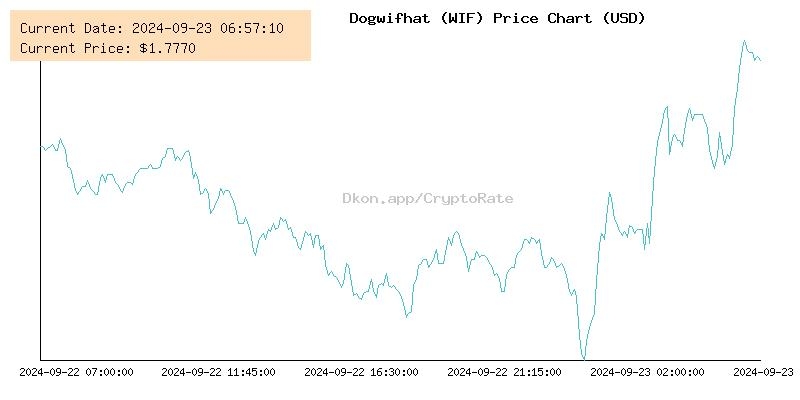 Dogwifhat (WIF) Price Chart (USD)
Current Date: 2024-09-23 06:57:10
Current Price: $1.7770
Dkon.app/CryptoRate
2024-09-22 07:00:00 2024-09-22 11:45:00 2024-09-22 16:30:00 2024-09-22 21:15:00 2024-09-23 02:00:00 2024-09-23